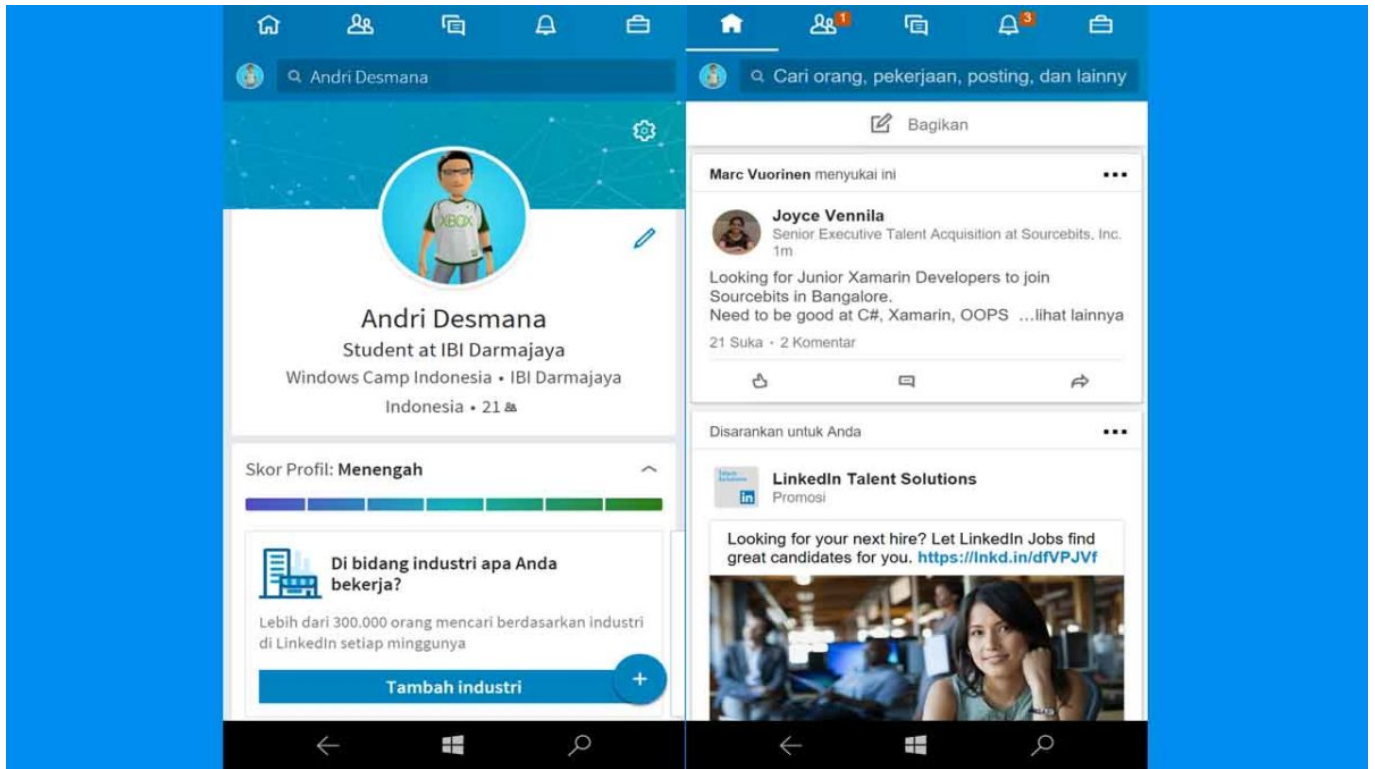 Andri Desmana
XBOX
Andri Desmana
Student at IBI Darmajaya
Windows Camp Indonesia • IBI Darmajaya
Indonesia • 21
Skor Profil: Menengah
Di bidang industri apa Anda
bekerja?
Lebih dari 300.000 orang mencari berdasarkan industri
di LinkedIn setiap minggunya
Tambah industri
+
1
3
Cari orang, pekerjaan, posting, dan lainny
Bagikan
Marc Vuorinen menyukai ini
Joyce Vennila
Senior Executive Talent Acquisition at Sourcebits, Inc.
1m
Looking for Junior Xamarin Developers to join
Sourcebits in Bangalore.
Need to be good at C#, Xamarin, OOPS ...lihat lainnya
21 Suka • 2 Komentar
Disarankan untuk Anda
Talent
Solutions
in
LinkedIn Talent Solutions
Promosi
Looking for your next hire? Let LinkedIn Jobs find
great candidates for you. https://lnkd.in/dfVPJVf